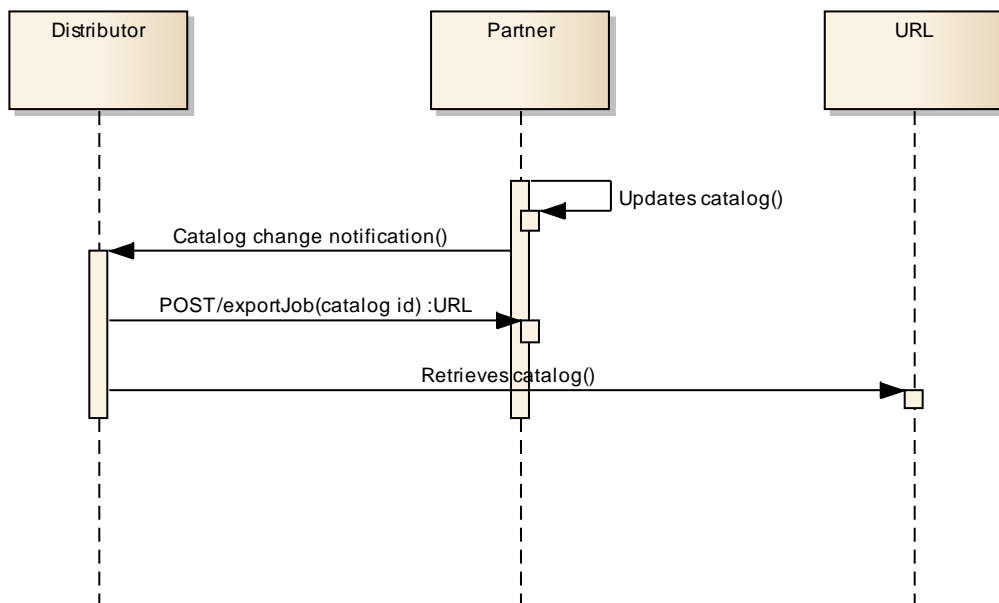 Distributor
Partner
URL
Updates catalog()
Catalog change notification()
POST/exportJob(catalog id) :URL
Retrieves catalog()